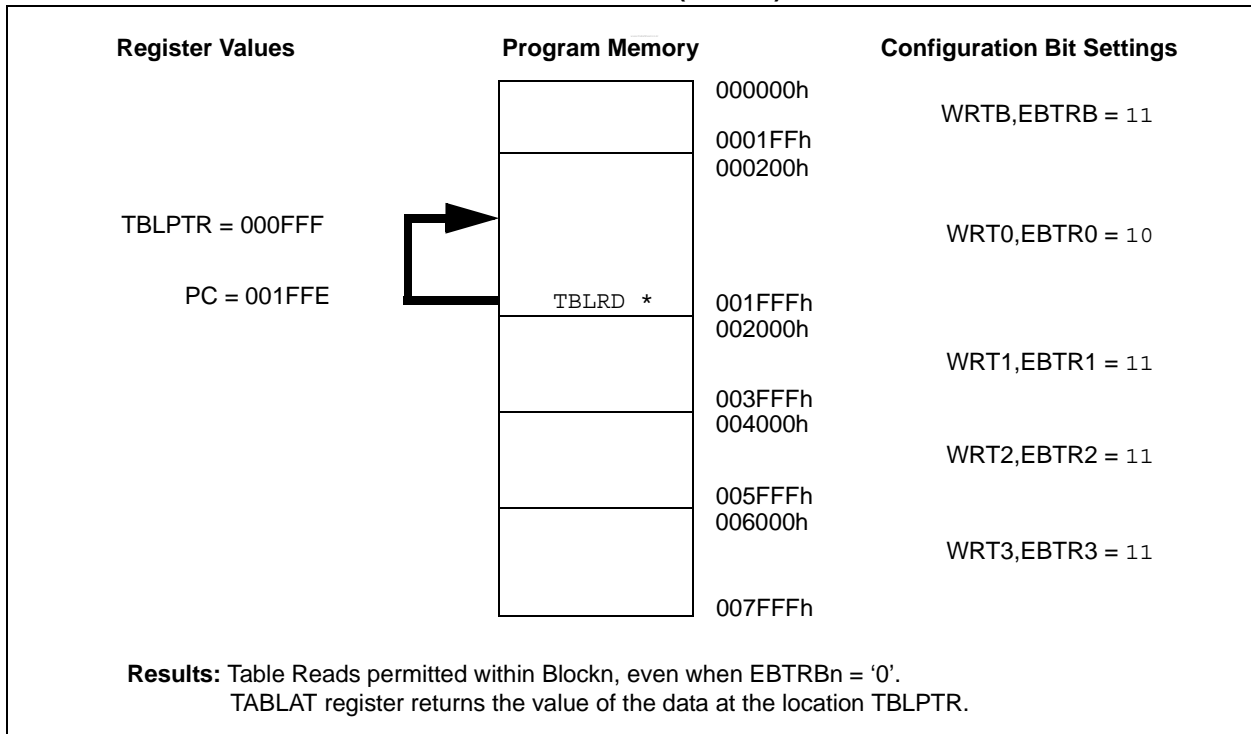 Register Values
Program Memory
Configuration Bit Settings
000000h
WRTB,EBTRB = 11
0001FFh
000200h
TBLPTR = 000FFF
WRT0,EBTR0 = 10
PC = 001FFE
TBLRD *
001FFFh
002000h
WRT1,EBTR1 = 11
003FFFh
004000h
WRT2,EBTR2 = 11
005FFFh
006000h
WRT3,EBTR3 = 11
007FFFh
Results: Table Reads permitted within Blockn, even when EBTRBn = ‘0’.
TABLAT register returns the value of the data at the location TBLPTR.